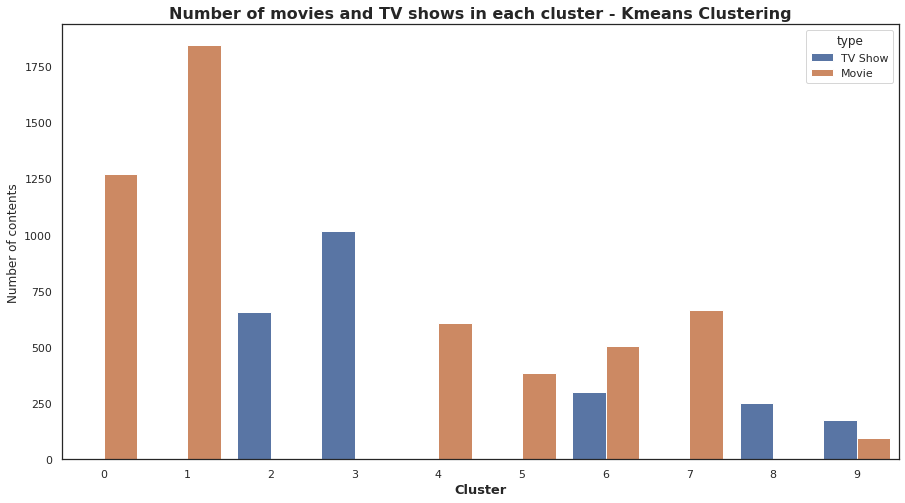 Number of movies and TV shows in each cluster - Kmeans Clustering
type
TV Show
Movie
Number of contents
1750
1500
1250
1000
750
500
250
0
0 1 2 3 4 5 6 7 8 9
Cluster